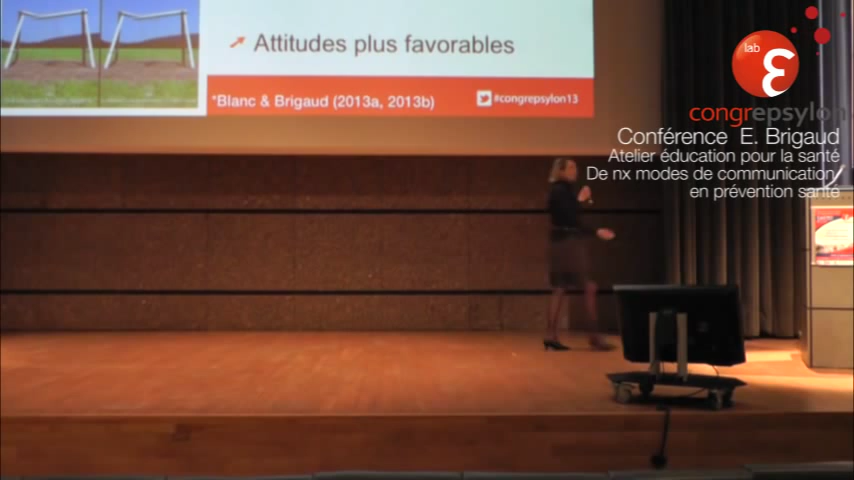 Attitudes plus favorables
*Blanc & Brigaud (2013a, 2013b)
#congrepsylon13
lab
congrepsylon
Conférence E. Brigaud
Atelier éducation pour la santé
De nx modes de communication
en prévention santé